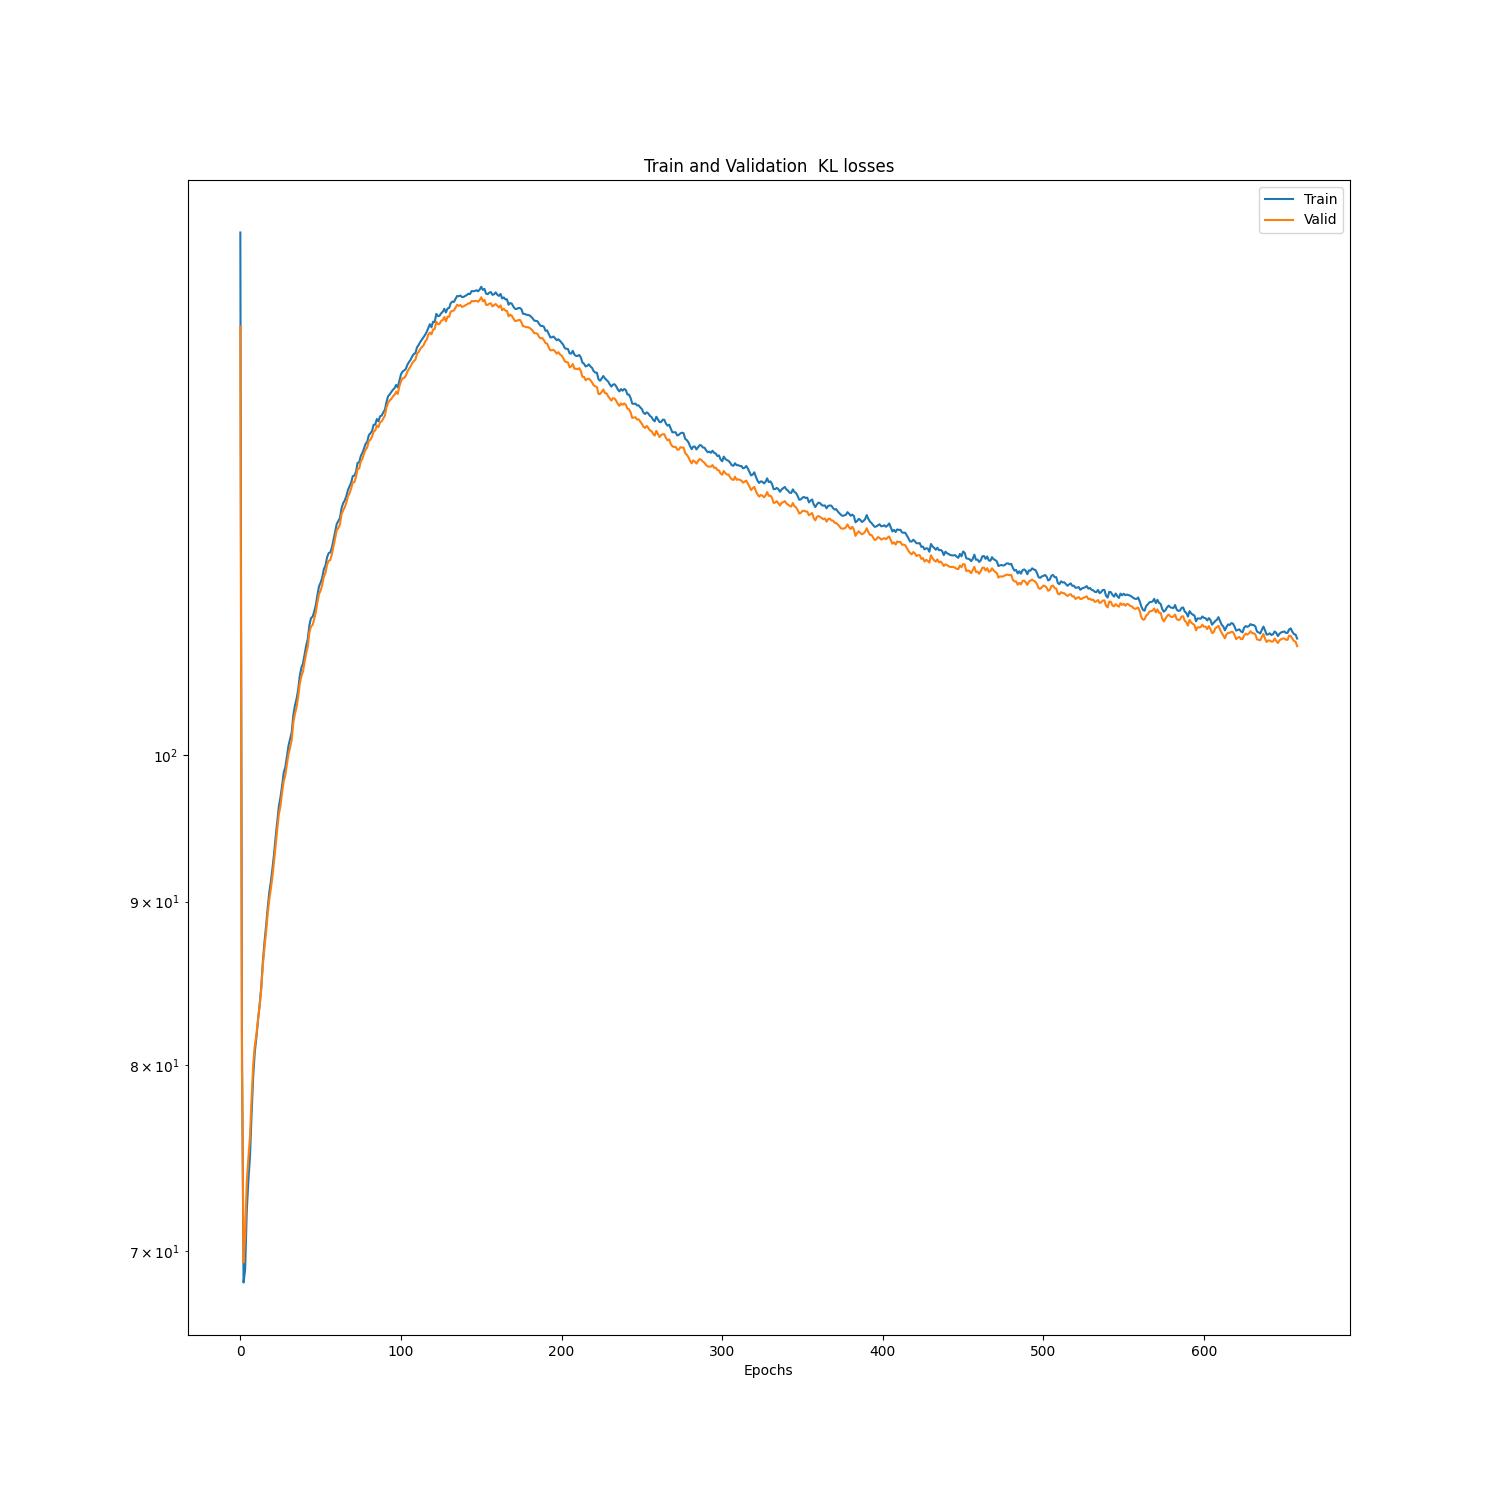 Train and Validation  KL losses
Train
Valid
10²
9 × 10¹
8 × 10¹
7 × 10¹
0 100 200 300 400 500 600
Epochs